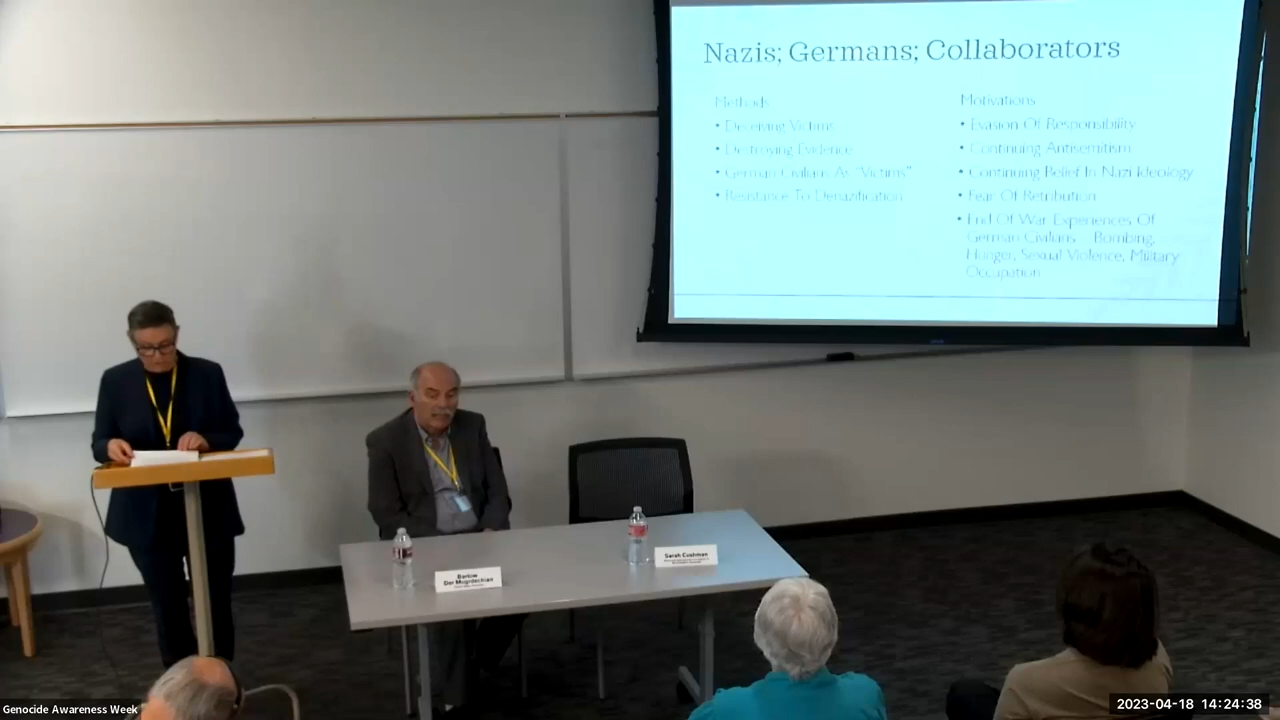 Nazis; Germans; Collaborators
Methods
• Deceiving Victims
• Destroying Evidence
• German Civilians As "Victims"
• Resistance To Denazification
Motivations
• Evasion Of Responsibility
• Continuing Antisemitism
• Continuing Belief In Nazi Ideology
• Fear Of Retribution
• End Of War Experiences Of
German Civilians Bombing,
Hunger, Sexual Violence, Military
Occupation
Barlow
Der Mugrdechian
Sarah Cushman
Genocide Awareness Week
2023-04-18 14:24:38